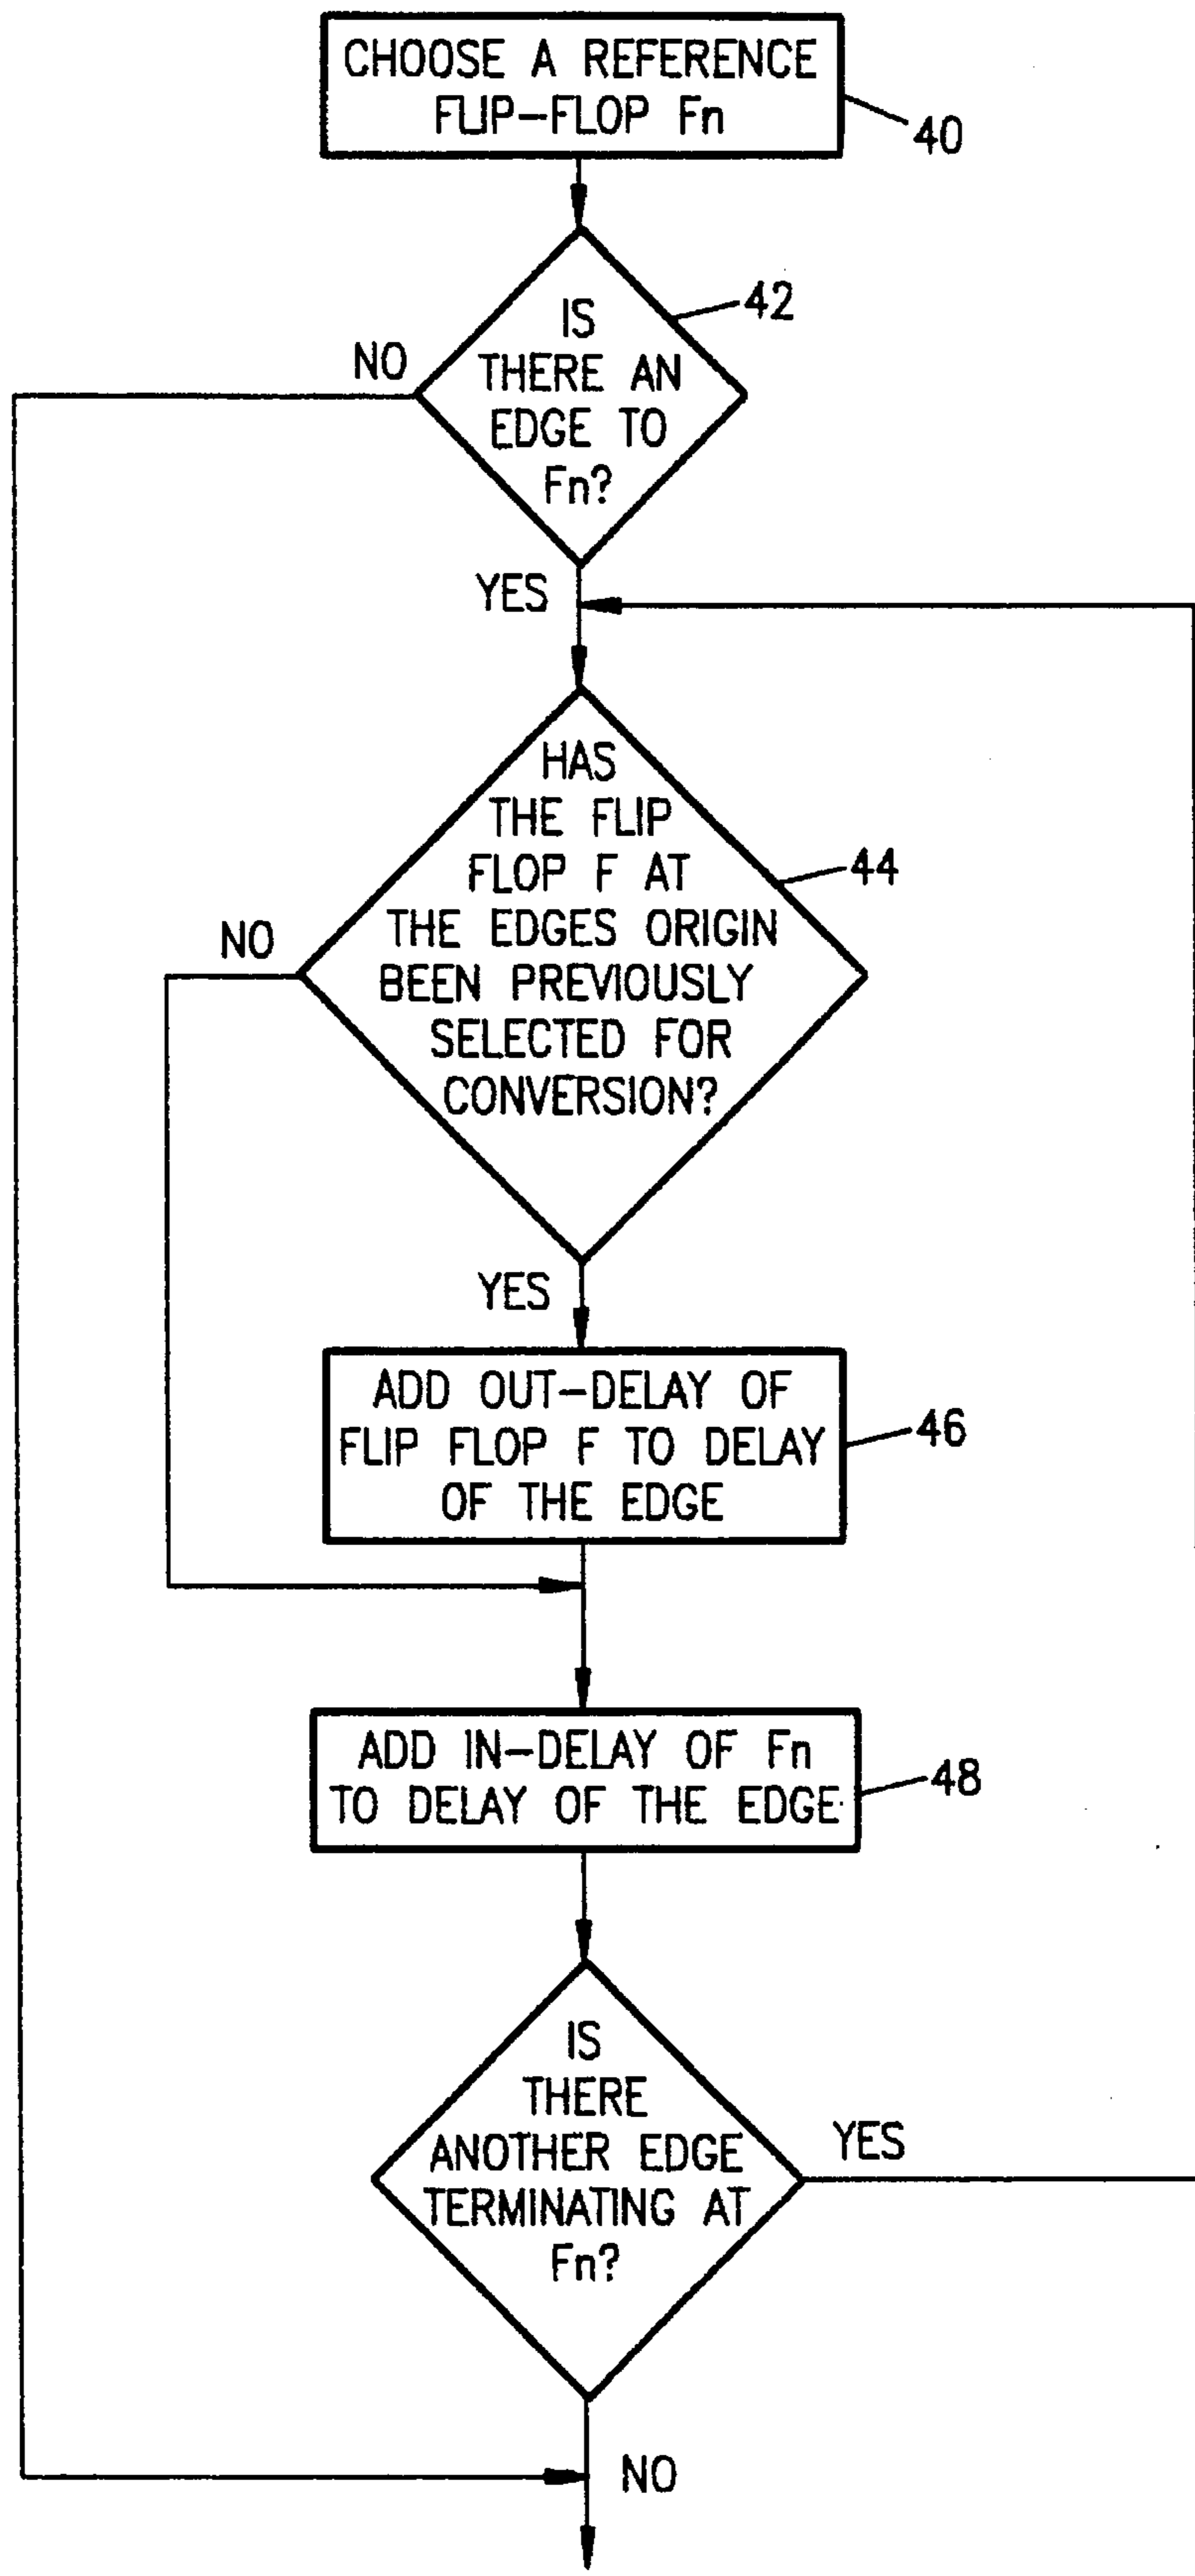 CHOOSE A REFERENCE
FLIP-FLOP Fn
40
42
IS
THERE AN
EDGE TO
Fn?
NO
YES
HAS
THE FLIP
FLOP F AT
THE EDGES ORIGIN
BEEN PREVIOUSLY
SELECTED FOR
CONVERSION?
44
NO
YES
ADD OUT-DELAY OF
FLIP FLOP F TO DELAY
OF THE EDGE
46
ADD IN-DELAY OF Fn
TO DELAY OF THE EDGE
48
IS
THERE
ANOTHER EDGE
TERMINATING AT
Fn?
YES
NO